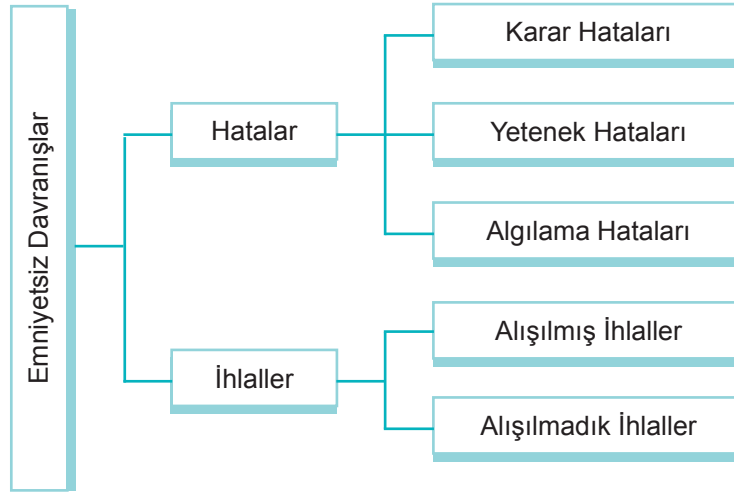 Emniyetsiz Davranışlar
Hatalar
Karar Hataları
Yetenek Hataları
Algılama Hataları
İhlaller
Alışılmış İhlaller
Alışılmadık İhlaller